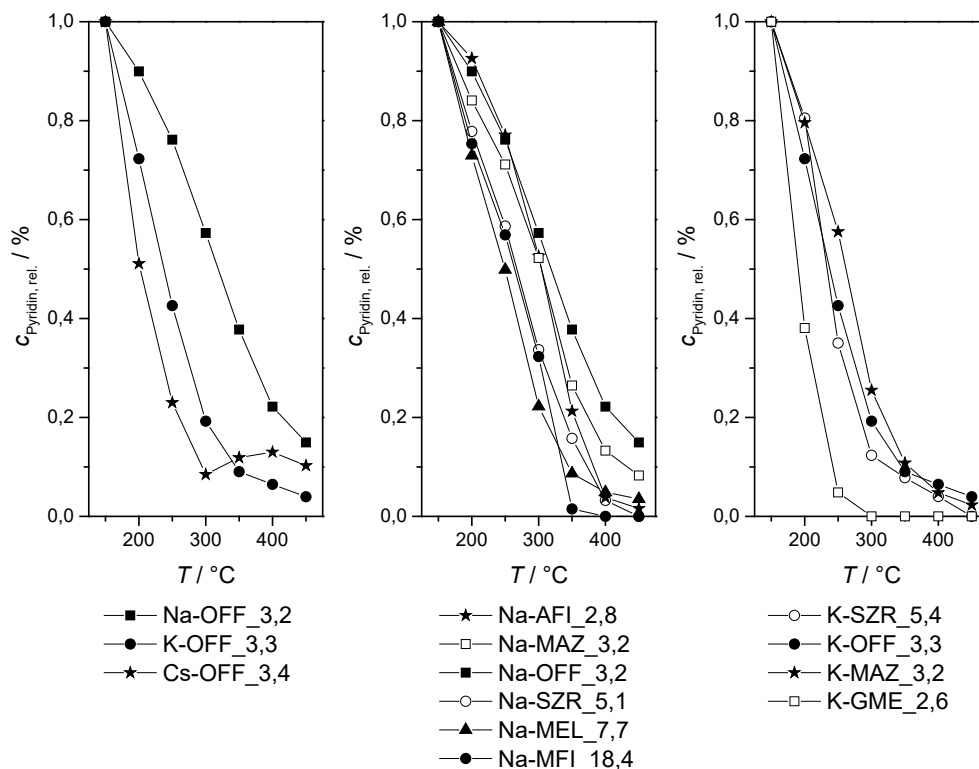 1,0
0,8
0,6
0,4
0,2
0,0
c Pyridin, rel. / %
200 300 400
T / °C
Na-OFF_3,2
K-OFF_3,3
Cs-OFF_3,4
1,0
0,8
0,6
0,4
0,2
0,0
c Pyridin, rel. / %
200 300 400
T / °C
Na-AFI_2,8
Na-MAZ_3,2
Na-OFF_3,2
Na-SZR_5,1
Na-MEL_7,7
Na-MFI_18,4
1,0
0,8
0,6
0,4
0,2
0,0
c Pyridin, rel. / %
200 300 400
T / °C
K-SZR_5,4
K-OFF_3,3
K-MAZ_3,2
K-GME_2,6